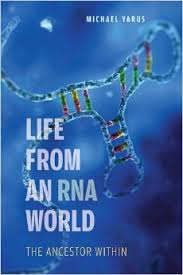 MICHAEL YARUS
LIFE
FROM
AN RNA
WORLD
THE ANCESTOR WITHIN